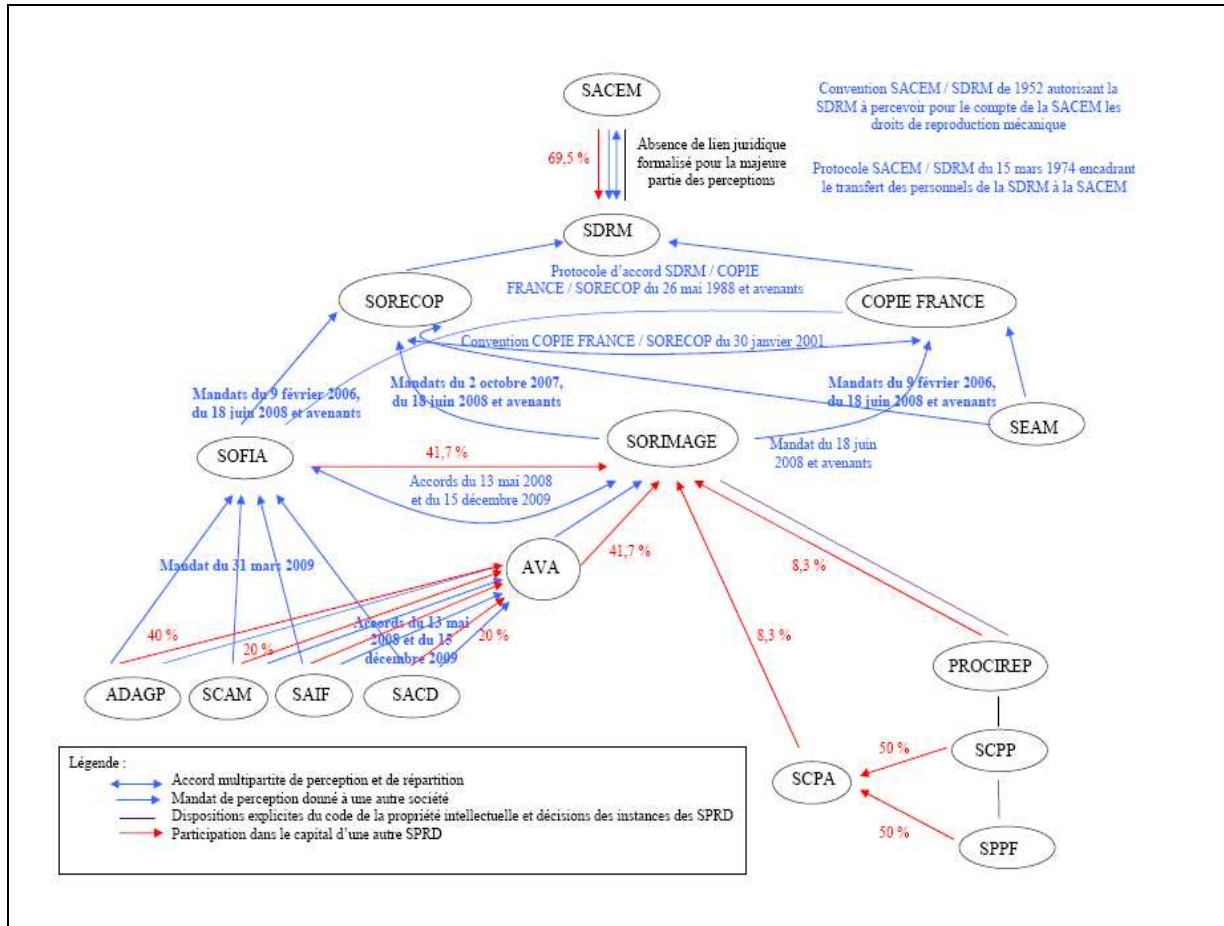 SACEM
Convention SACEM / SDRM de 1952 autorisant la
SDRM à percevoir pour le compte de la SACEM les
droits de reproduction mécanique
69,5 %
Absence de lien juridique
formalisé pour la majeure
partie des perceptions
Protocole SACEM / SDRM du 15 mars 1974 encadrant
le transfert des personnels de la SDRM à la SACEM
SDRM
Protocole d'accord SDRM / COPIE
FRANCE / SORECOP du 26 mai 1988 et avenants
SORECOP
COPIE FRANCE
Convention COPIE FRANCE / SORECOP du 30 janvier 2001
Mandats du 9 février 2006,
du 18 juin 2008 et avenants
Mandats du 2 octobre 2007,
du 18 juin 2008 et avenants
Mandats du 9 février 2006,
du 18 juin 2008 et avenants
SEAM
SORIMAGE
Mandat du 18 juin
2008 et avenants
SOFIA
41,7 %
Accords du 13 mai 2008
et du 15 décembre 2009
AVA
41,7 %
8,3 %
Mandat du 31 mars 2009
40 %
20 %
Accords du 13 mai
2008 et du 15
décembre 2009
20 %
8,3 %
PROCIREP
ADAGP
SCAM
SAIF
SACD
SCPP
50 %
SCPA
50 %
SPPF
Légende :
Accord multipartite de perception et de répartition
Mandat de perception donné à une autre société
Dispositions explicites du code de la propriété intellectuelle et décisions des instances des SPRD
Participation dans le capital d'une autre SPRD